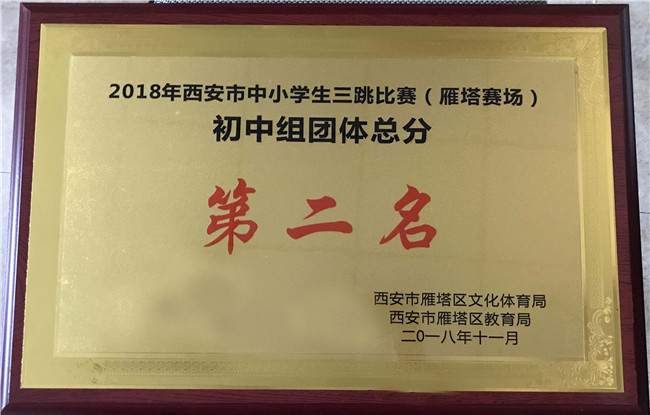 2018年西安市中小学生三跳比赛（雁塔赛场）
初中组团体总分
第二名
西安市雁塔区文化体育局
西安市雁塔区教育局
二0一八年十一月